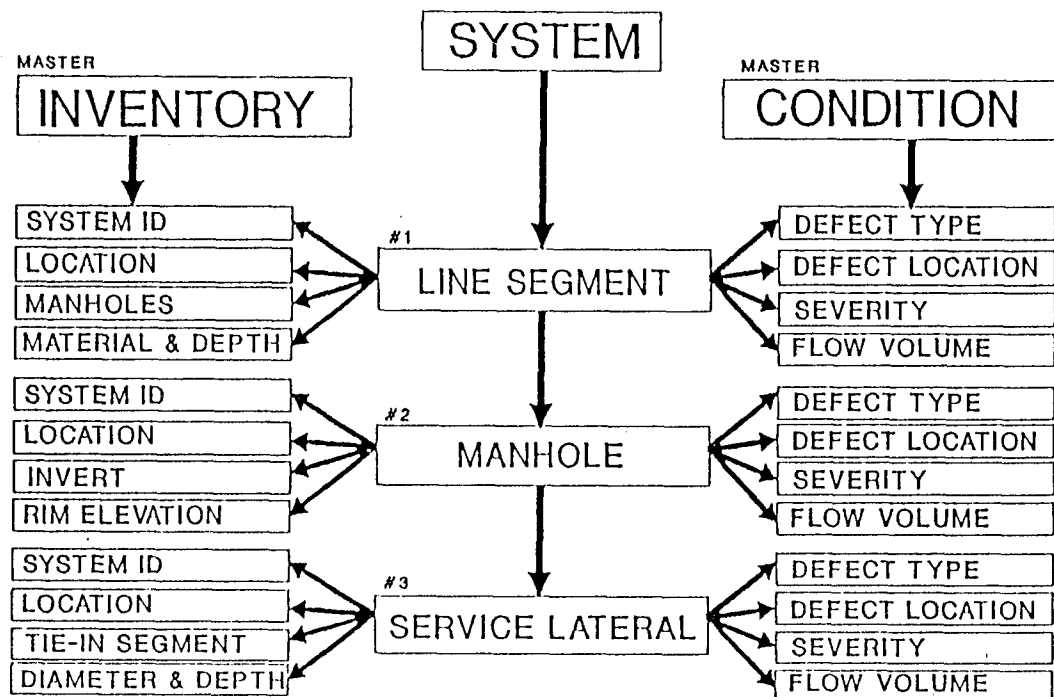 SYSTEM
MASTER
INVENTORY
MASTER
CONDITION
SYSTEM ID
LOCATION
MANHOLES
MATERIAL & DEPTH
#1
LINE SEGMENT
DEFECT TYPE
DEFECT LOCATION
SEVERITY
FLOW VOLUME
SYSTEM ID
LOCATION
INVERT
RIM ELEVATION
#2
MANHOLE
DEFECT TYPE
DEFECT LOCATION
SEVERITY
FLOW VOLUME
SYSTEM ID
LOCATION
TIE-IN SEGMENT
DIAMETER & DEPTH
#3
SERVICE LATERAL
DEFECT TYPE
DEFECT LOCATION
SEVERITY
FLOW VOLUME